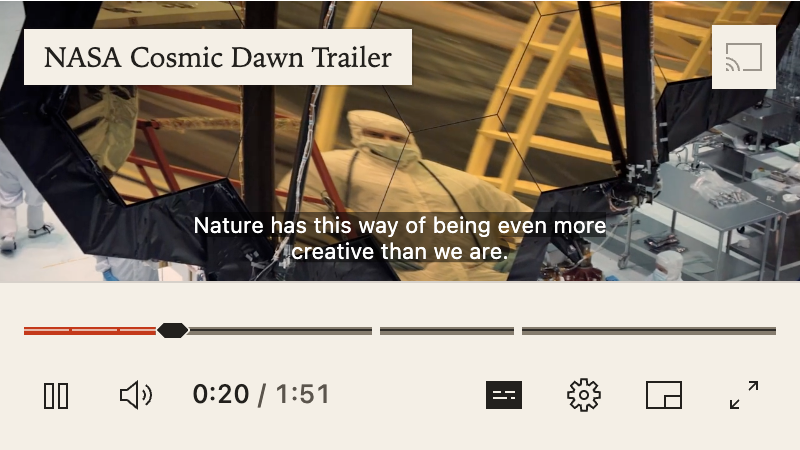 NASA Cosmic Dawn Trailer
Nature has this way of being even more
creative than we are.
0:20 / 1:51